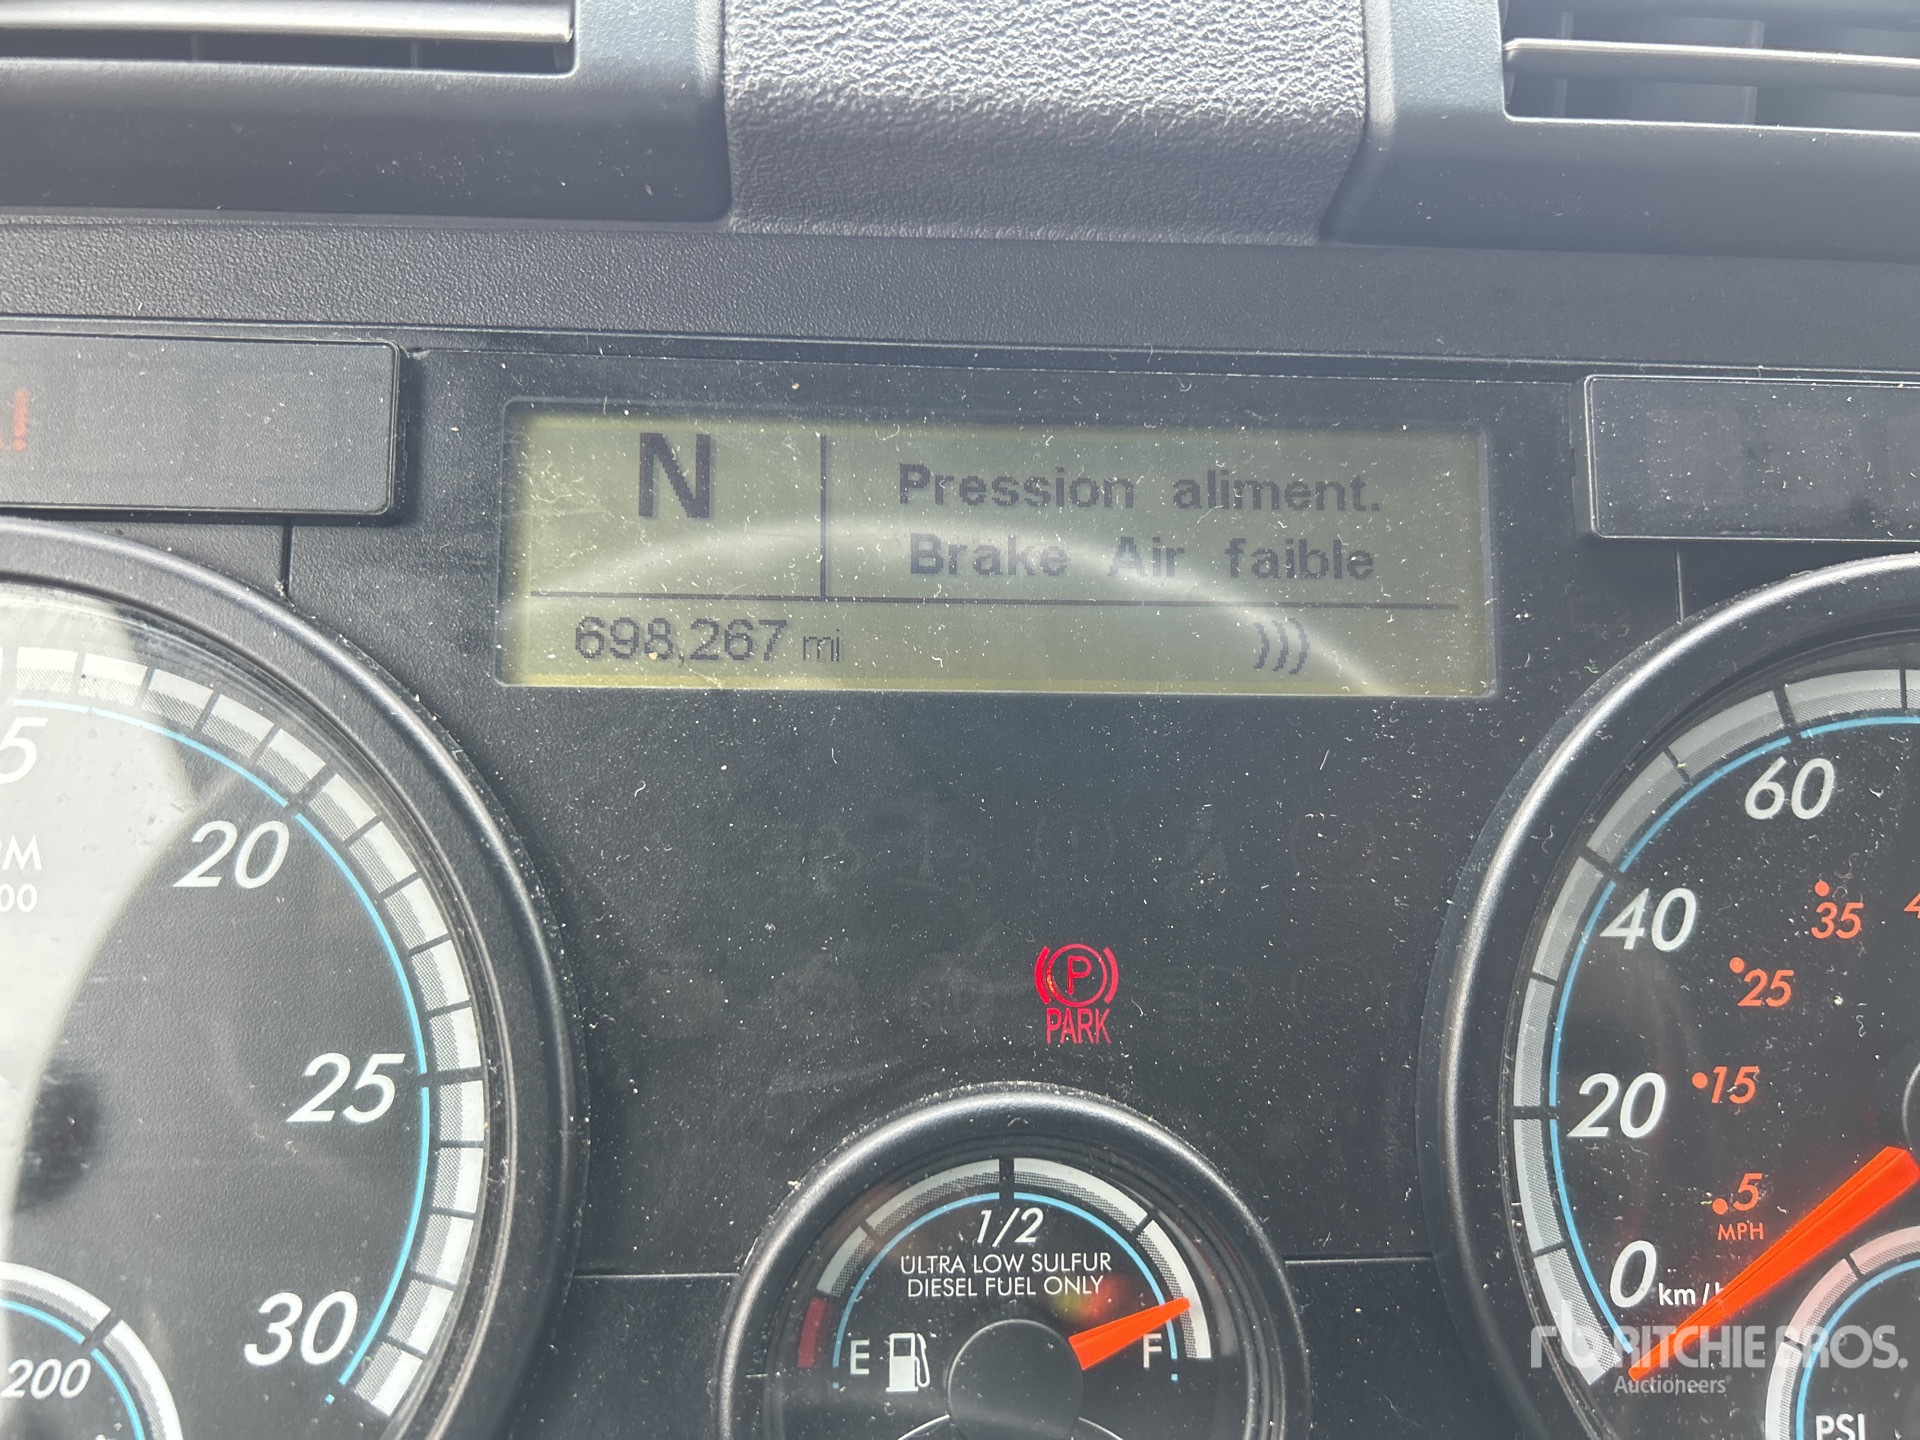 N
Pression aliment.
Brake Air faible
698,267 mi
20
25
30
200
PARK
1/2
ULTRA LOW SULFUR
DIESEL FUEL ONLY
E
F
60
40
20
0 km/
35
25
15
5
MPH
PSI
RITCHIE BROS.
Auctioneers